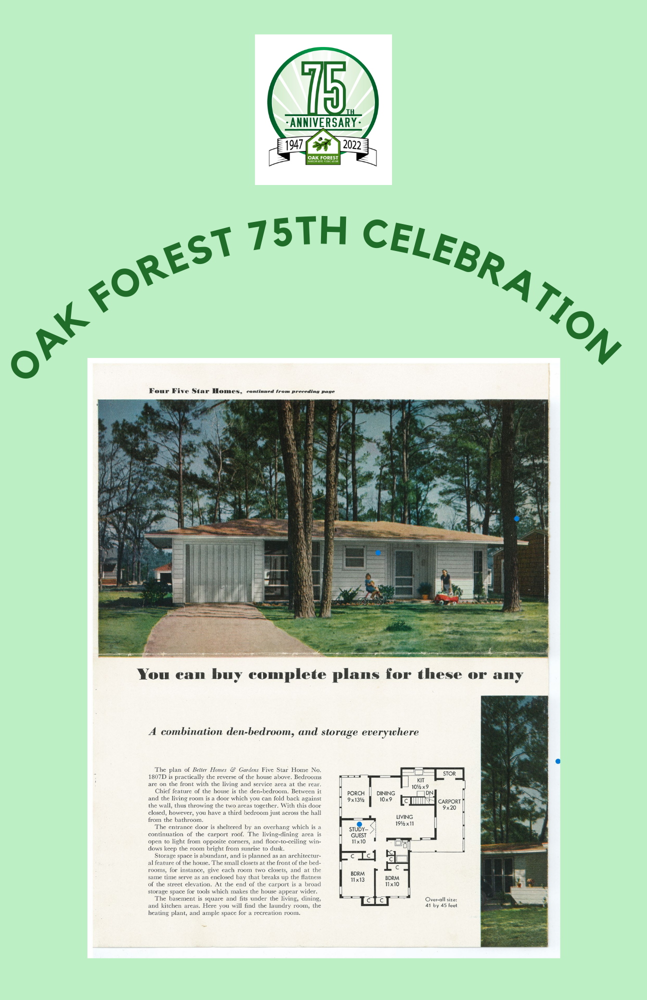 75TH
·ANNIVERSARY·
1947 2022
OAK FOREST
HOMEOWNERS ASSOCIATION
OAK FOREST 75TH CELEBRATION
Four Five Star Homes, continued from preceding page
You can buy complete plans for these or any
A combination den-bedroom, and storage everywhere
The plan of Better Homes & Gardens Five Star Home No.
1807D is practically the reverse of the house above. Bedrooms
are on the front with the living and service area at the rear.
Chief feature of the house is the den-bedroom. Between it
and the living room is a door which you can fold back against
the wall, thus throwing the two areas together. With this door
closed, however, you have a third bedroom just across the hall
from the bathroom.
The entrance door is sheltered by an overhang which is a
continuation of the carport roof. The living-dining area is
open to light from opposite corners, and floor-to-ceiling win-
dows keep the room bright from sunrise to dusk.
Storage space is abundant, and is planned as an architectur-
al feature of the house. The small closets at the front of the bed-
rooms, for instance, give each room two closets, and at the
same time serve as an enclosed bay that breaks up the flatness
of the street elevation. At the end of the carport is a broad
storage space for tools which makes the house appear wider.
The basement is square and fits under the living, dining,
and kitchen areas. Here you will find the laundry room, the
heating plant, and ample space for a recreation room.
STOR
KIT
10½ x 9
DN
PORCH
9 x 13½
DINING
10 x 9
C
CARPORT
9 x 20
LIVING
19½ x 11
STUDY–
GUEST
11 x 10
C C C
C
C
BDRM
11 x 13
BDRM
11 x 10
C C
Over-all size:
41 by 45 feet